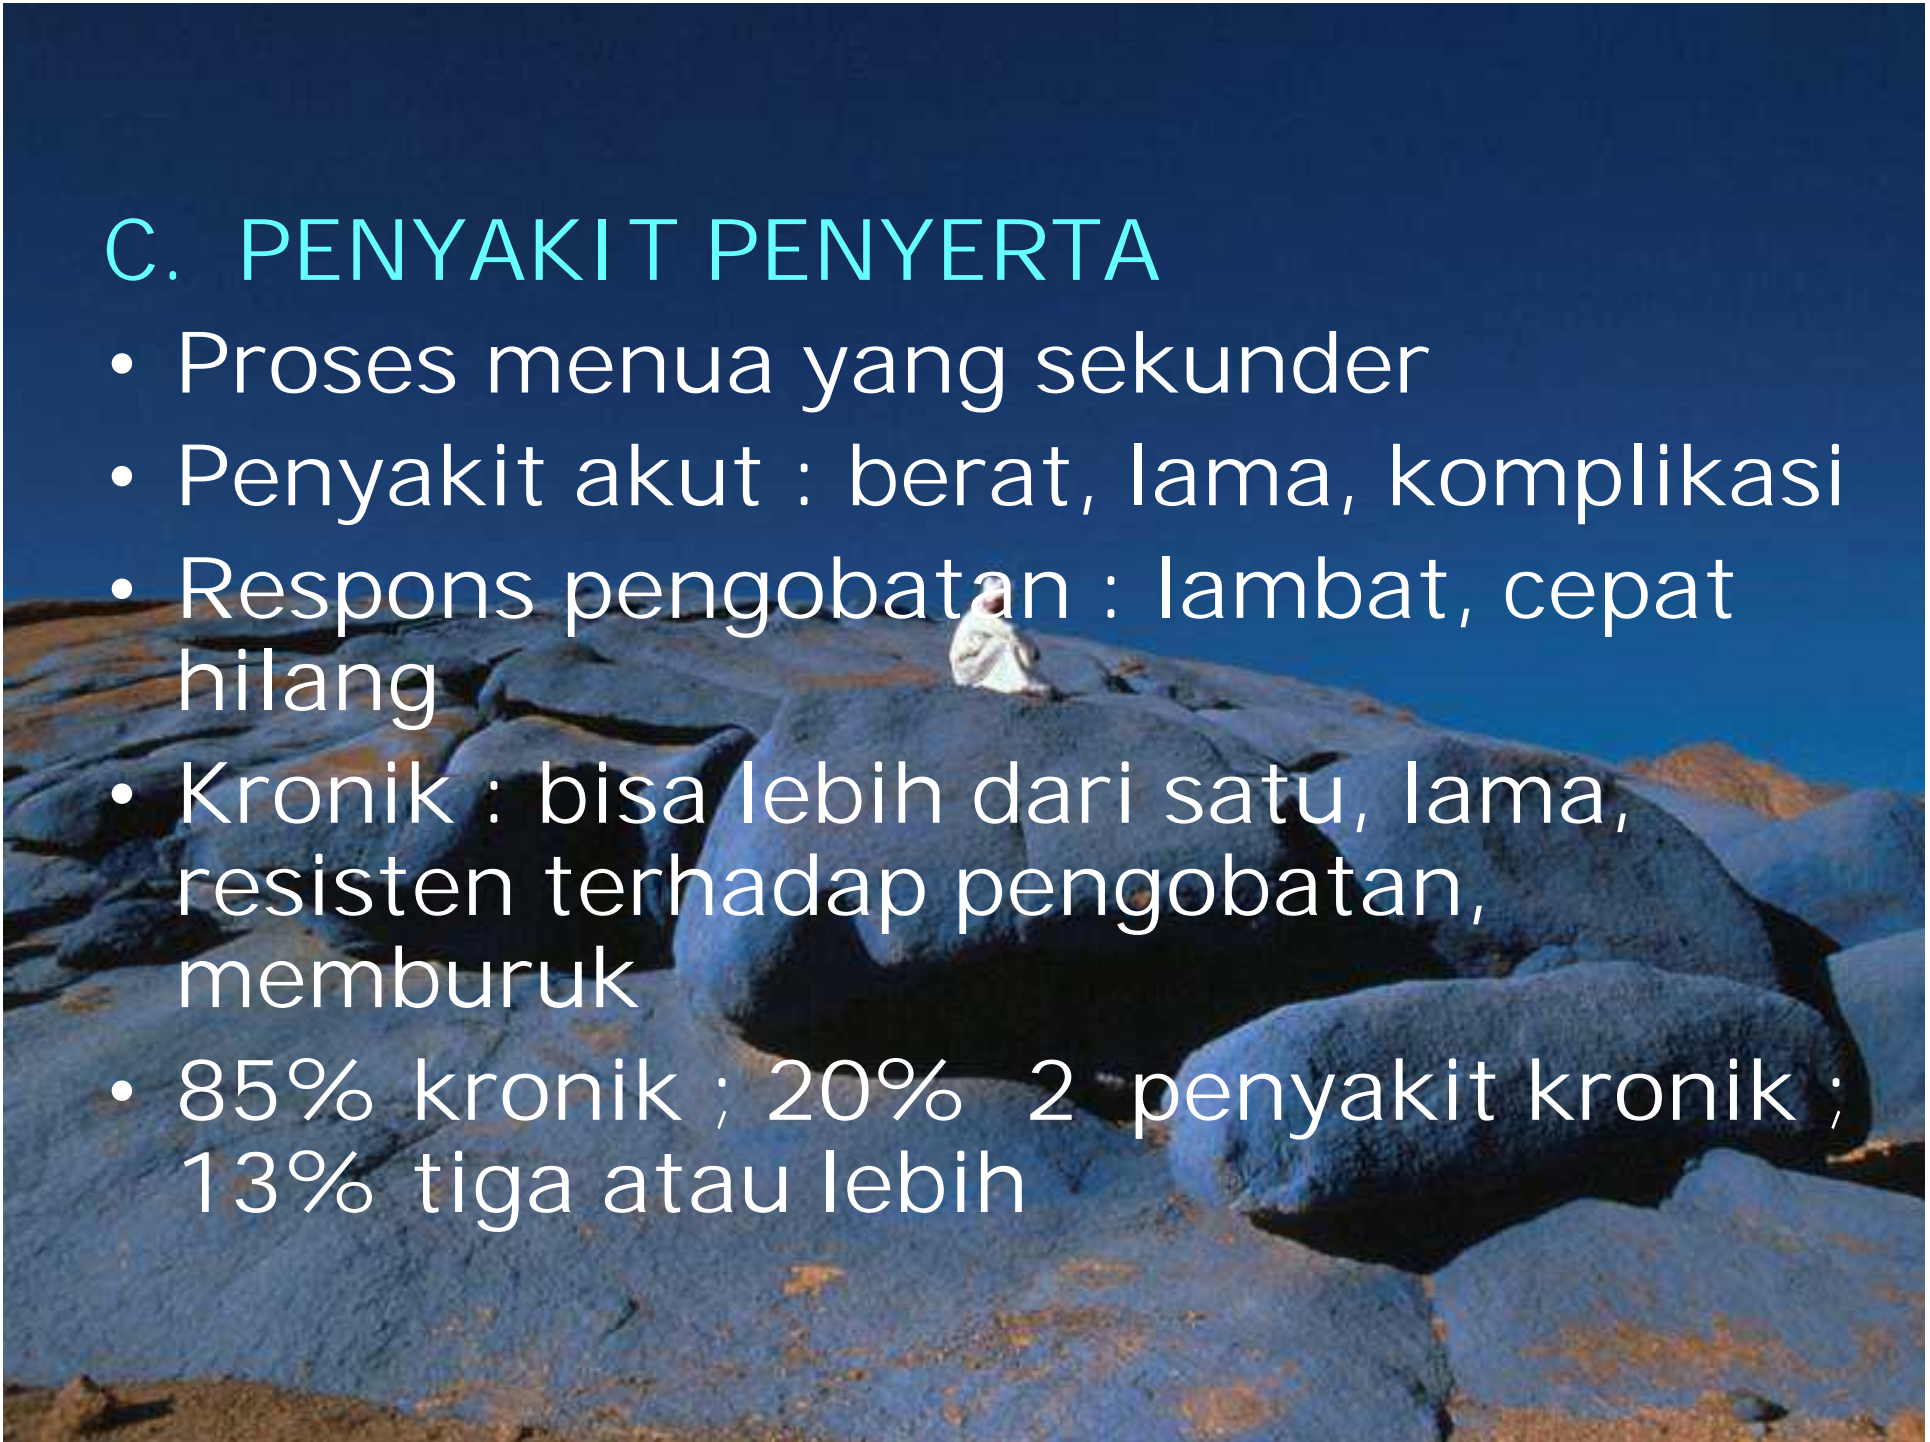 C. PENYAKIT PENYERTA
• Proses menua yang sekunder
• Penyakit akut : berat, lama, komplikasi
• Respons pengobatan : lambat, cepat
hilang
• Kronik : bisa lebih dari satu, lama,
resisten terhadap pengobatan,
memburuk
• 85% kronik ; 20% 2 penyakit kronik ;
13% tiga atau lebih